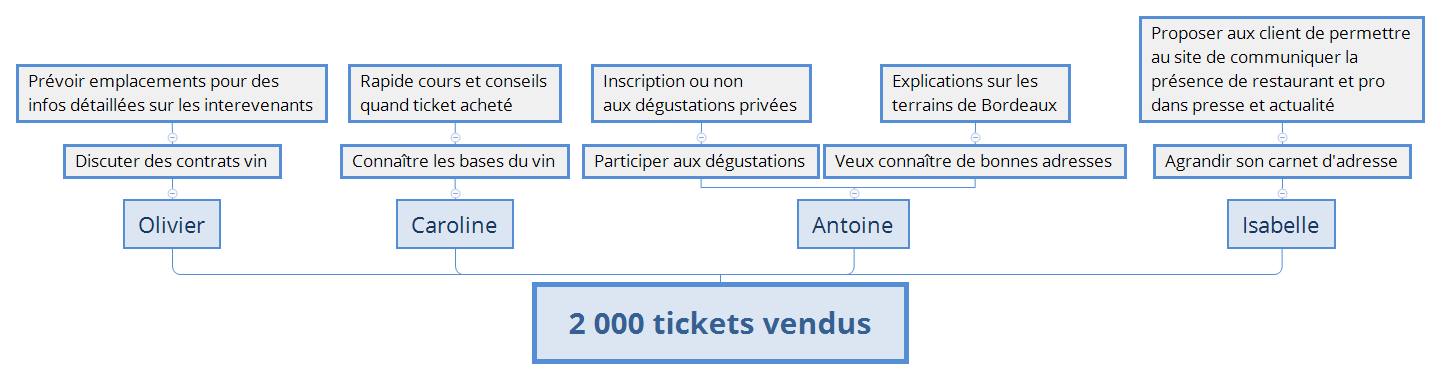 Proposer aux client de permettre
au site de communiquer la
présence de restaurant et pro
dans presse et actualité
Prévoir emplacements pour des
infos détaillées sur les interevenants
Rapide cours et conseils
quand ticket acheté
Inscription ou non
aux dégustations privées
Explications sur les
terrains de Bordeaux
Discuter des contrats vin
Connaître les bases du vin
Participer aux dégustations
Veux connaître de bonnes adresses
Agrandir son carnet d'adresse
Olivier
Caroline
Antoine
Isabelle
2 000 tickets vendus